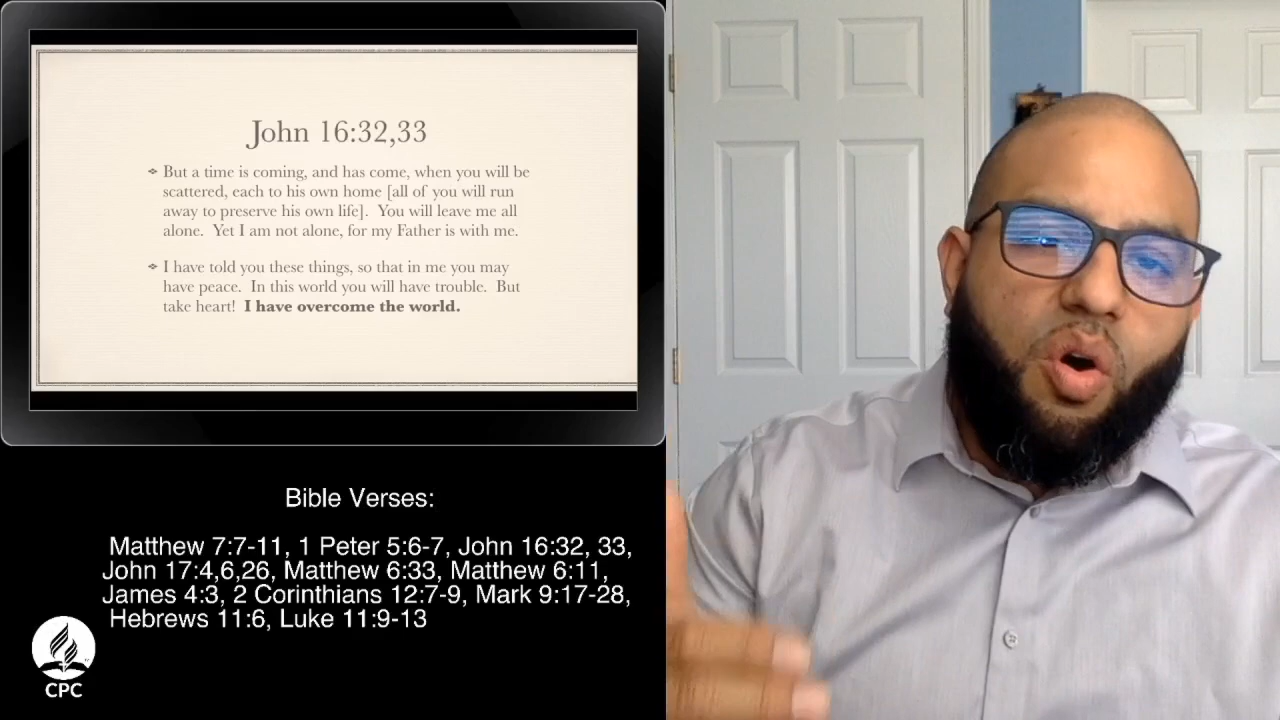 John 16:32,33
But a time is coming, and has come, when you will be
scattered, each to his own home [all of you will run
away to preserve his own life].  You will leave me all
alone.  Yet I am not alone, for my Father is with me.
I have told you these things, so that in me you may
have peace.  In this world you will have trouble.  But
take heart!  I have overcome the world.
Bible Verses:
Matthew 7:7-11, 1 Peter 5:6-7, John 16:32, 33,
John 17:4,6,26, Matthew 6:33, Matthew 6:11,
James 4:3, 2 Corinthians 12:7-9, Mark 9:17-28,
Hebrews 11:6, Luke 11:9-13
CPC